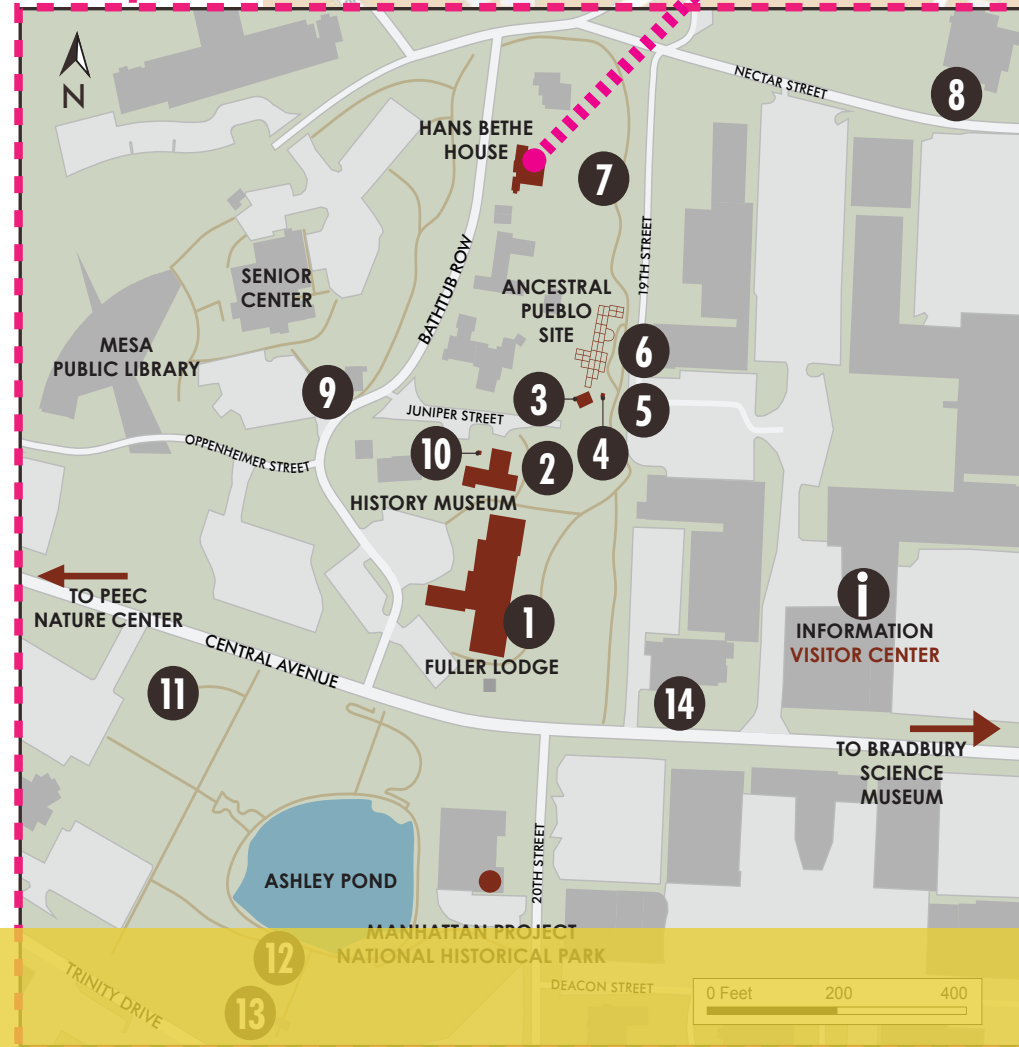 N
NECTAR STREET
8
HANS BETHE
HOUSE
7
19TH STREET
BATHTUB ROW
SENIOR
CENTER
ANCESTRAL
PUEBLO
SITE
MESA
PUBLIC LIBRARY
6
9
3
5
JUNIPER STREET
OPPENHEIMER STREET
10
2
4
HISTORY MUSEUM
TO PEEC
NATURE CENTER
i
1
INFORMATION
VISITOR CENTER
CENTRAL AVENUE
FULLER LODGE
11
14
TO BRADBURY
SCIENCE
MUSEUM
20TH STREET
ASHLEY POND
MANHATTAN PROJECT
NATIONAL HISTORICAL PARK
12
TRINITY DRIVE
DEACON STREET
0 Feet 200 400
13